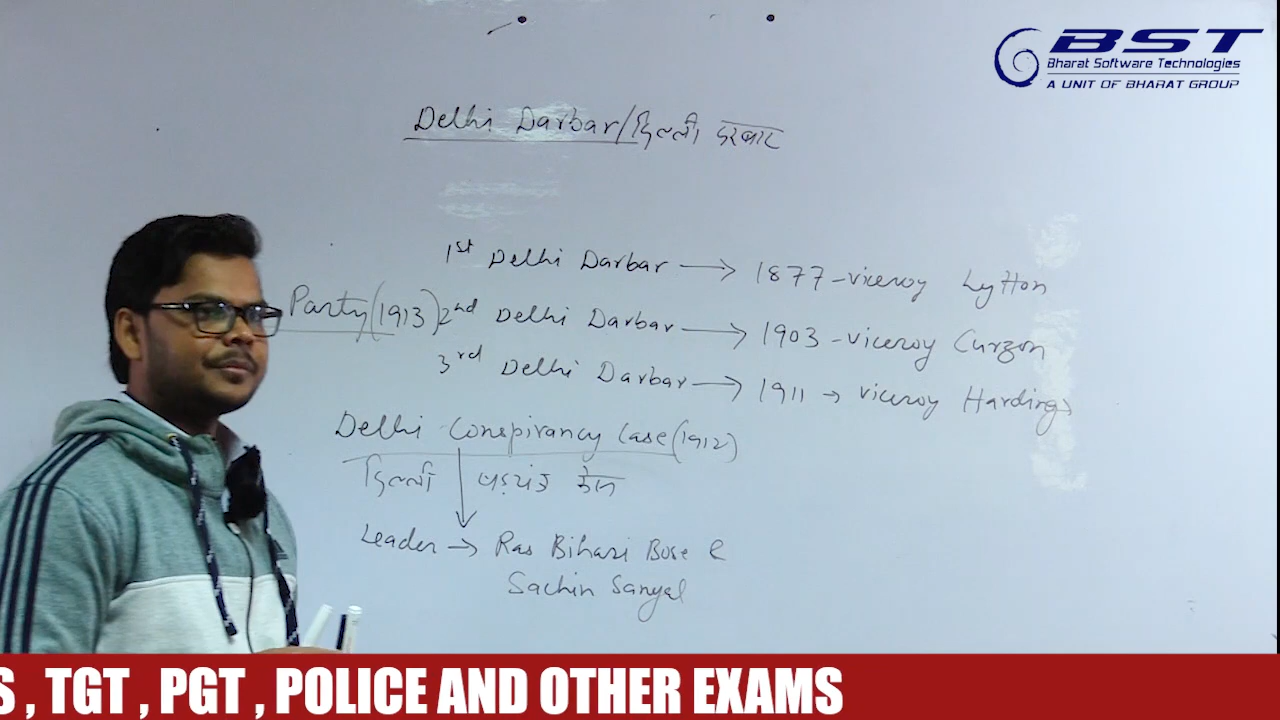 BST
Bharat Software Technologies
A UNIT OF BHARAT GROUP
Delhi Darbar/दिल्ली दरबार
1st Delhi Darbar → 1877-viceroy Lytton
Party (1913)
2nd Delhi Darbar → 1903-viceroy Curzon
3rd Delhi Darbar → 1911 → viceroy Harding
Delhi Conspirancy Case (1912)
दिल्ली षड़यंत्र केस
Leader → Ras Bihari Bose &
Sachin Sanyal
S , TGT , PGT , POLICE AND OTHER EXAMS